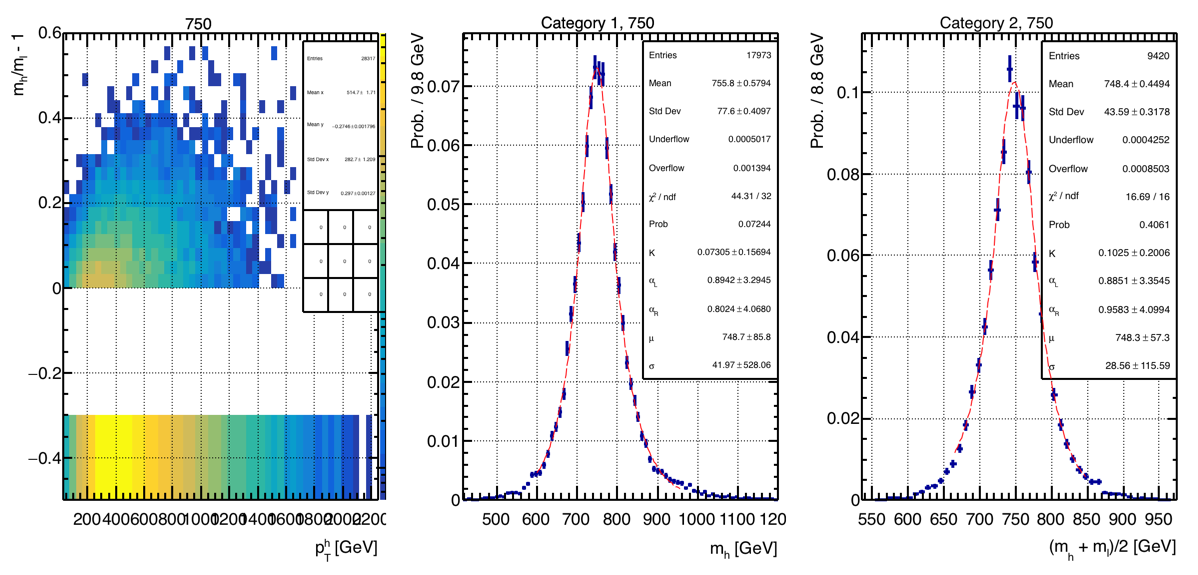 750
m_h/m_l - 1
0.6
0.4
0.2
0
−0.2
−0.4
200 400 600 800 1000 1200 1400 1600 1800 2000 2200
p_T^h [GeV]
Entries 28317
Mean x 514.7 ± 1.71
Mean y −0.2746 ± 0.001796
Std Dev x 282.7 ± 1.209
Std Dev y 0.297 ± 0.00127
0 0 0
0 0 0
0 0 0
Category 1, 750
Prob. / 9.8 GeV
0.07
0.06
0.05
0.04
0.03
0.02
0.01
0
500 600 700 800 900 1000 1100 120
m_h [GeV]
Entries 17973
Mean 755.8 ± 0.5794
Std Dev 77.6 ± 0.4097
Underflow 0.0005017
Overflow 0.001394
χ² / ndf 44.31 / 32
Prob 0.07244
K 0.07305 ± 0.15694
α_L 0.8942 ± 3.2945
α_R 0.8024 ± 4.0680
μ 748.7 ± 85.8
σ 41.97 ± 528.06
Category 2, 750
Prob. / 8.8 GeV
0.1
0.08
0.06
0.04
0.02
0
550 600 650 700 750 800 850 900 950
(m_h + m_l)/2 [GeV]
Entries 9420
Mean 748.4 ± 0.4494
Std Dev 43.59 ± 0.3178
Underflow 0.0004252
Overflow 0.0008503
χ² / ndf 16.69 / 16
Prob 0.4061
K 0.1025 ± 0.2006
α_L 0.8851 ± 3.3545
α_R 0.9583 ± 4.0994
μ 748.3 ± 57.3
σ 28.56 ± 115.59